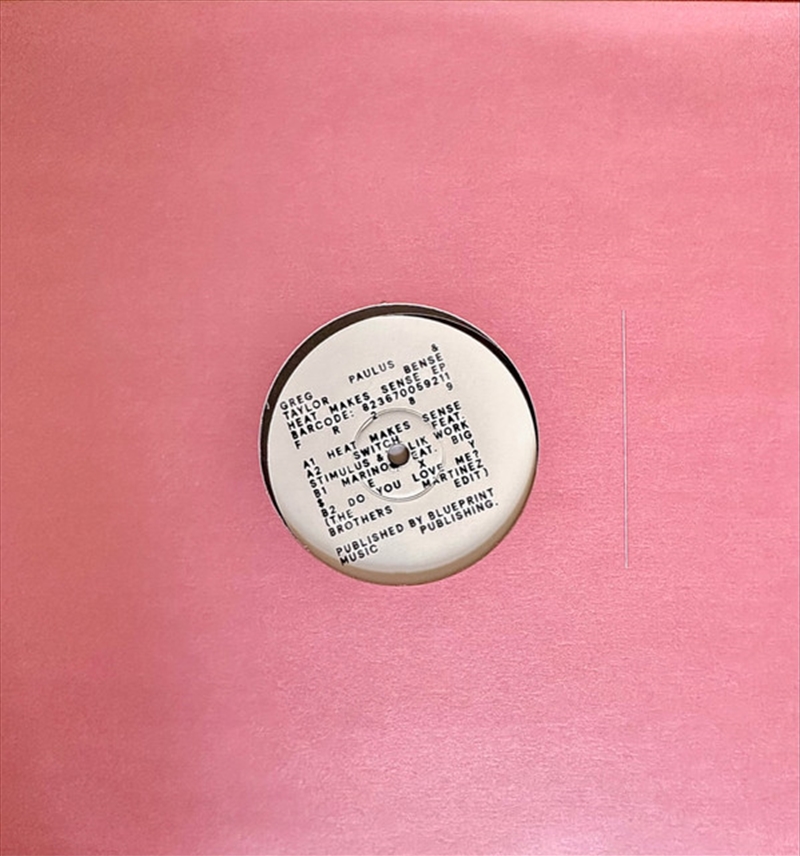 GREG PAULUS &
TAYLOR BENSE
HEAT MAKES SENSE EP
BARCODE: 823670059211
F R 2 8 9
A1 HEAT MAKES SENSE
A2 SWITCH FEAT.
STIMULUS & WORK
B1 MARINO FEAT. BIG
$ E X Y
B2 DO YOU LOVE ME?
(THE MARTINEZ
BROTHERS EDIT)
PUBLISHED BY BLUEPRINT
MUSIC PUBLISHING.